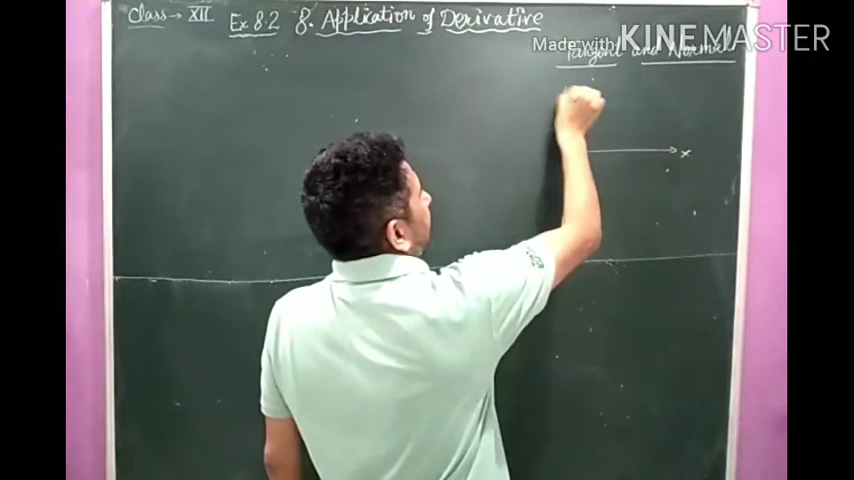 Class → XII Ex. 8.2 8. Application of Derivative
Made with KINEMASTER
Tangent and Normal
x